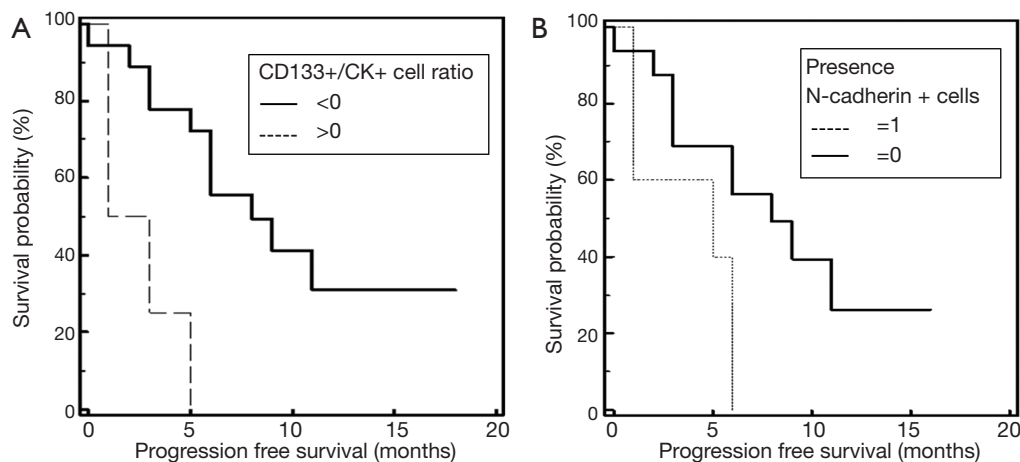 A
Survival probability (%)
100
80
60
40
20
0
CD133+/CK+ cell ratio
<0
>0
0 5 10 15 20
Progression free survival (months)
B
Survival probability (%)
100
80
60
40
20
0
Presence
N-cadherin + cells
=1
=0
0 5 10 15 20
Progression free survival (months)